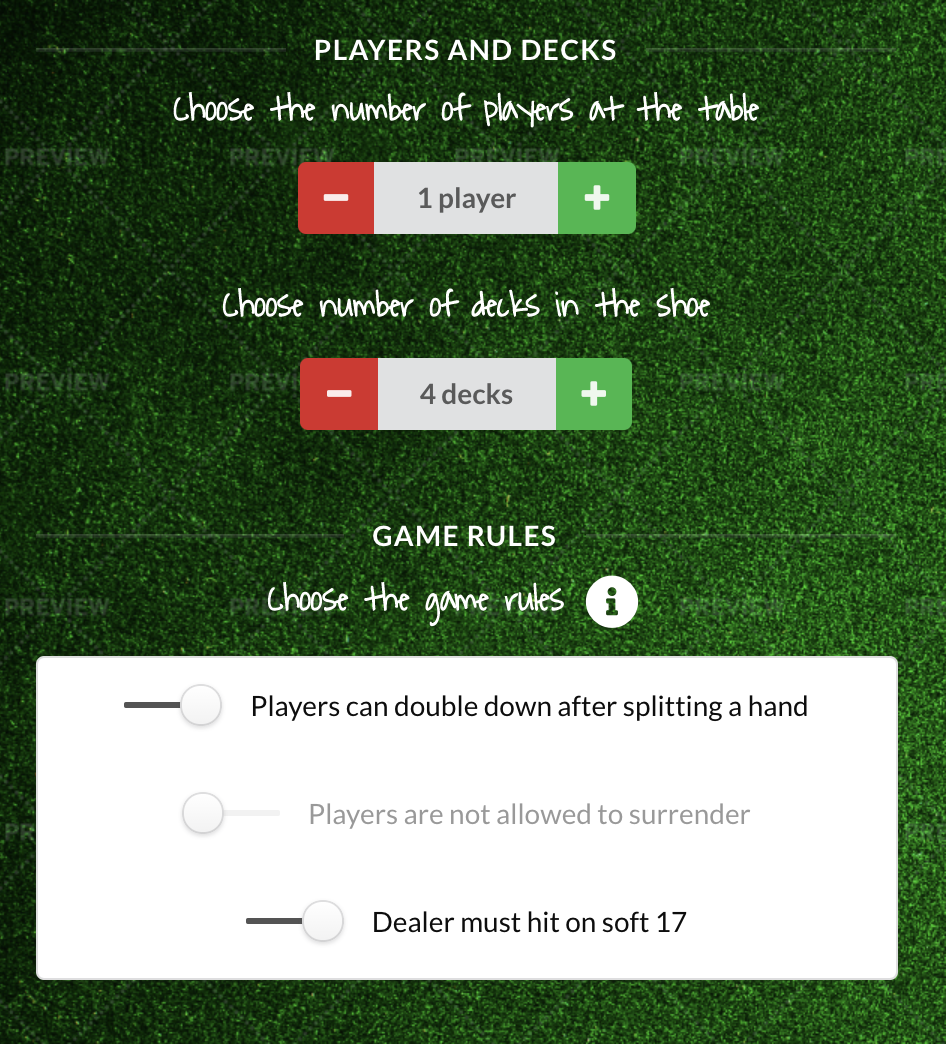 PLAYERS AND DECKS
Choose the number of players at the table
PREVIEW PREVIEW PREVIEW PREVIEW
1 player
Choose number of decks in the shoe
PREVIEW
4 decks
PREVIEW
GAME RULES
Choose the game rules
PREVIEW PREVIEW
Players can double down after splitting a hand
Players are not allowed to surrender
Dealer must hit on soft 17